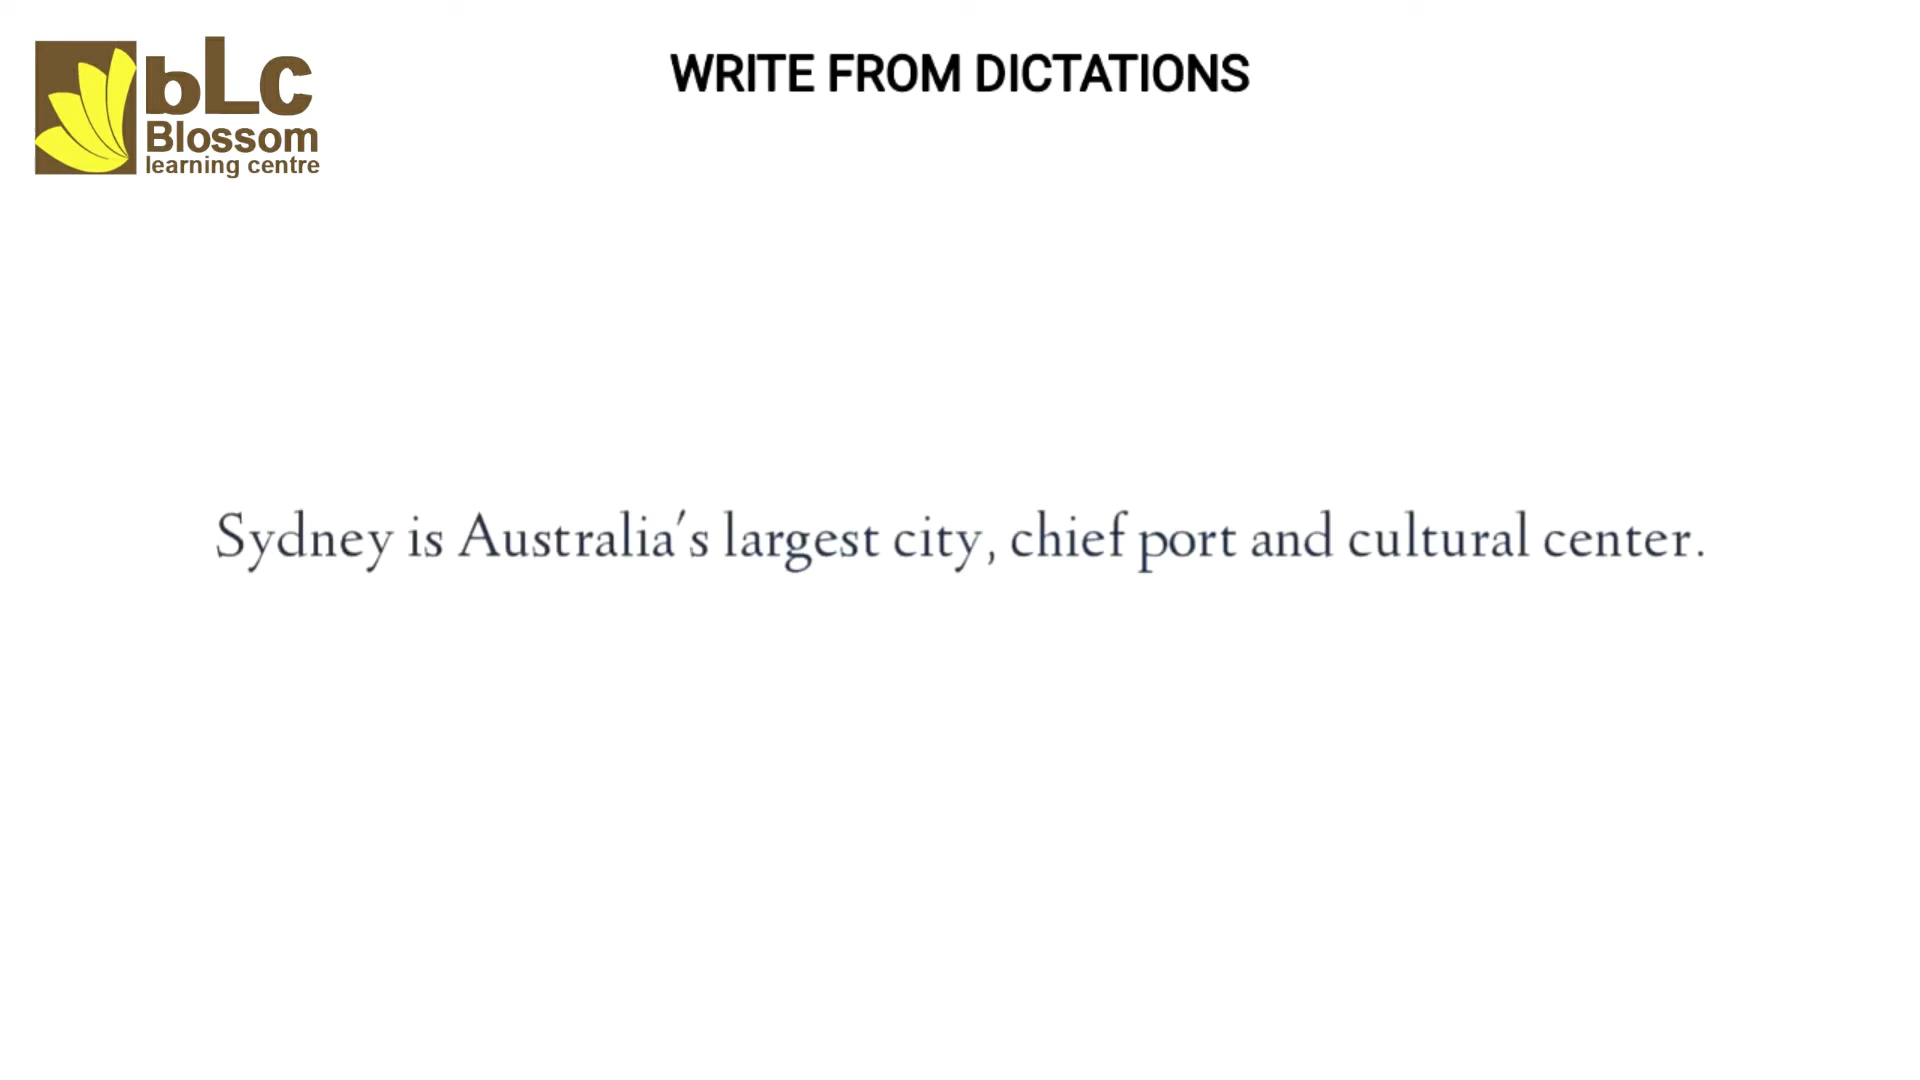 bLc
Blossom
learning centre
WRITE FROM DICTATIONS
Sydney is Australia's largest city, chief port and cultural center.